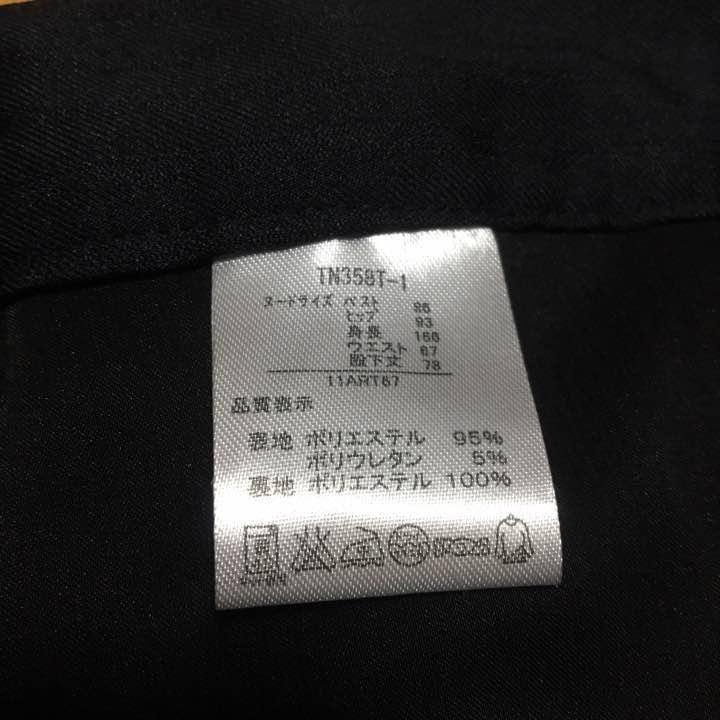 TN358T-1
ヌードサイズ バスト 86
ヒップ 93
身長 166
ウエスト 67
股下丈 78
11ART67
品質表示
表地 ポリエステル 95%
ポリウレタン 5%
裏地 ポリエステル 100%